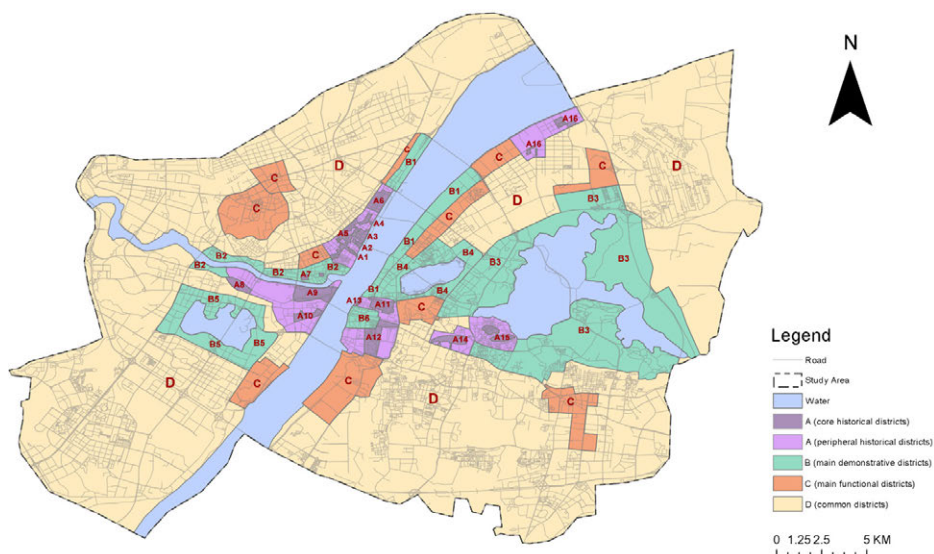 N
A16
A16
C
D
C
B1
C
C
B1
D
D
B3
A6
C
A4
A5
A3
A2
A1
C
B1
B4
B4
B3
B3
B2
B2
B2
A7
B2
B4
B1
A8
A9
A13
A11
C
B5
A10
B6
A12
A14
A15
B3
B5
B5
C
C
D
D
C
Legend
Road
Study Area
Water
A (core historical districts)
A (peripheral historical districts)
B (main demonstrative districts)
C (main functional districts)
D (common districts)
0 1.25 2.5 5 KM